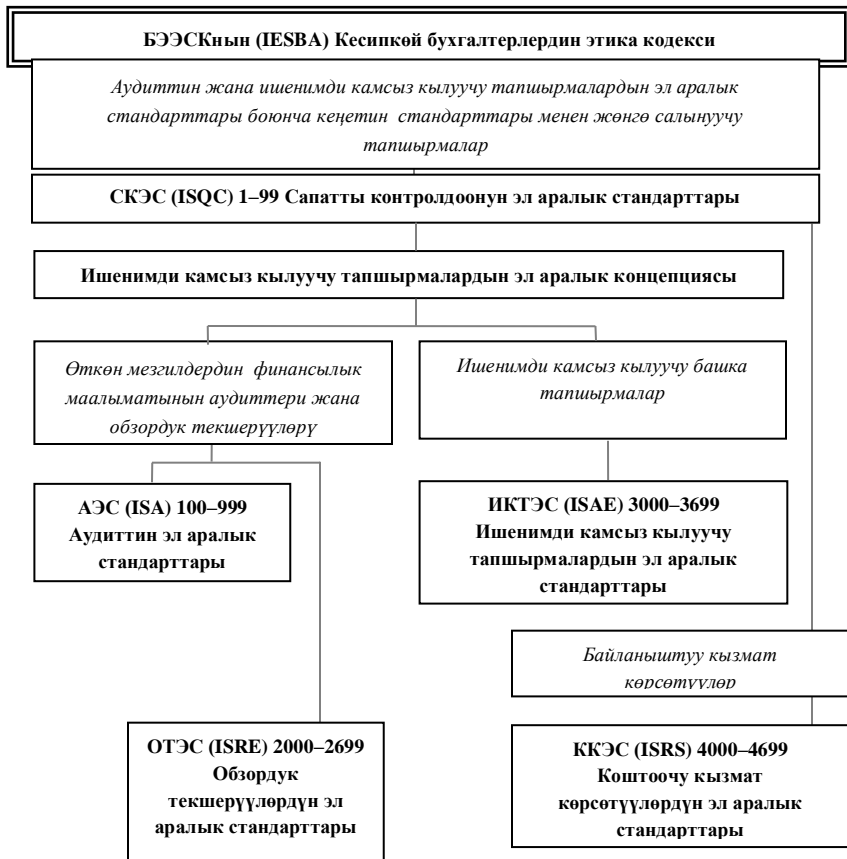 БЭЭСКнын (IESBA) Кесипкөй бухгалтерлердин этика кодекси
Аудиттин жана ишенимди камсыз кылуучу тапшырмалардын эл аралык
стандарттары боюнча кеңетин стандарттары менен жөнгө салынуучу
тапшырмалар
СКЭС (ISQC) 1–99 Сапатты контролдоонун эл аралык стандарттары
Ишенимди камсыз кылуучу тапшырмалардын эл аралык концепциясы
Өткөн мезгилдердин финансылык
маалыматынын аудиттери жана
обзордук текшерүүлөрү
Ишенимди камсыз кылуучу башка
тапшырмалар
АЭС (ISA) 100–999
Аудиттин эл аралык
стандарттары
ИКТЭС (ISAE) 3000–3699
Ишенимди камсыз кылуучу
тапшырмалардын эл аралык
стандарттары
Байланыштуу кызмат
көрсөтүүлөр
ОТЭС (ISRE) 2000–2699
Обзордук
текшерүүлөрдүн эл
аралык стандарттары
ККЭС (ISRS) 4000–4699
Коштоочу кызмат
көрсөтүүлөрдүн эл аралык
стандарттары